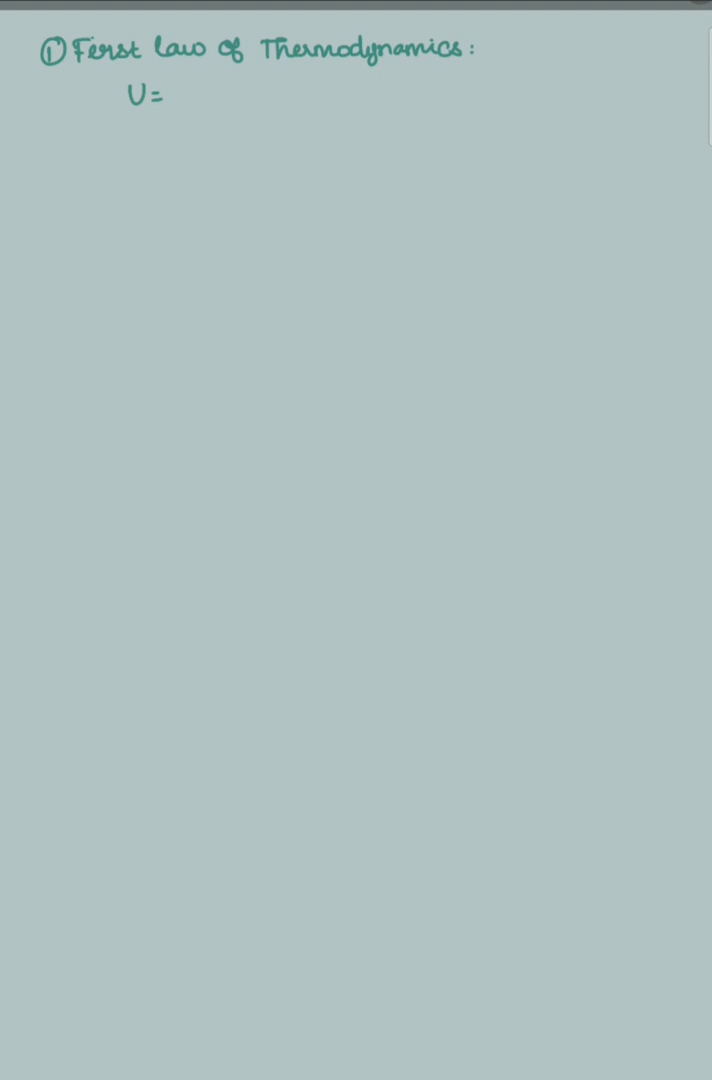 ① First law of Thermodynamics:
U=